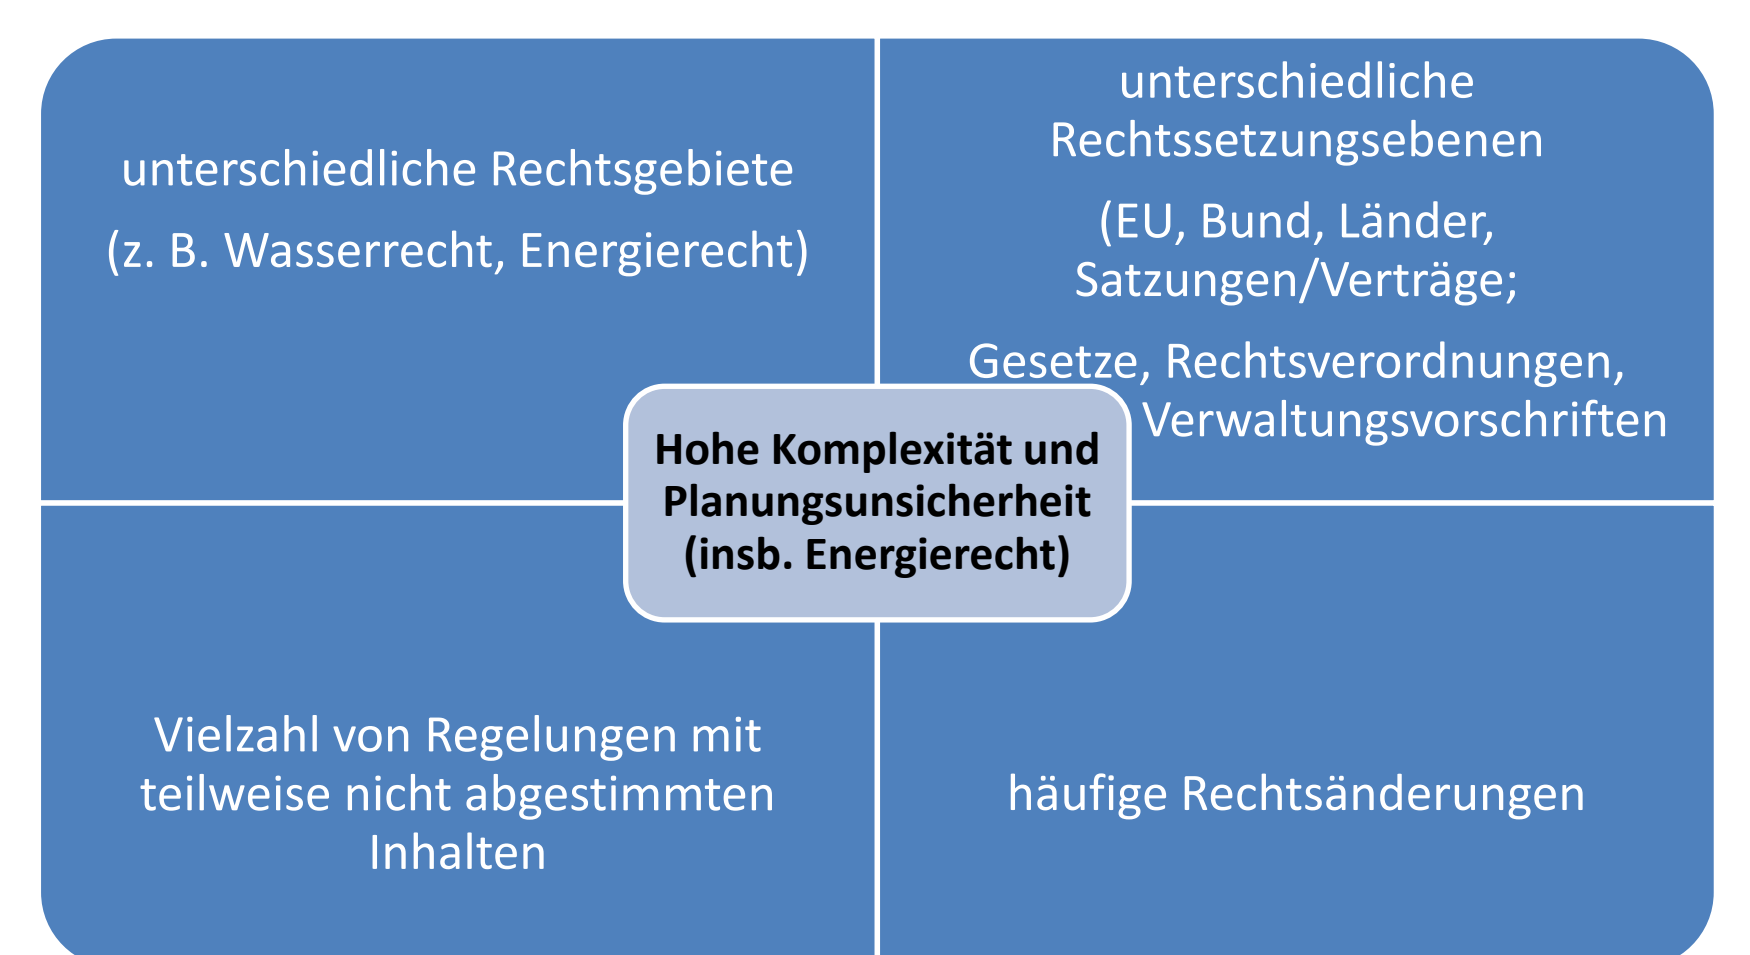 unterschiedliche Rechtsgebiete
(z. B. Wasserrecht, Energierecht)
unterschiedliche
Rechtssetzungsebenen
(EU, Bund, Länder,
Satzungen/Verträge;
Gesetze, Rechtsverordnungen,
Verwaltungsvorschriften
Hohe Komplexität und
Planungsunsicherheit
(insb. Energierecht)
Vielzahl von Regelungen mit
teilweise nicht abgestimmten
Inhalten
häufige Rechtsänderungen